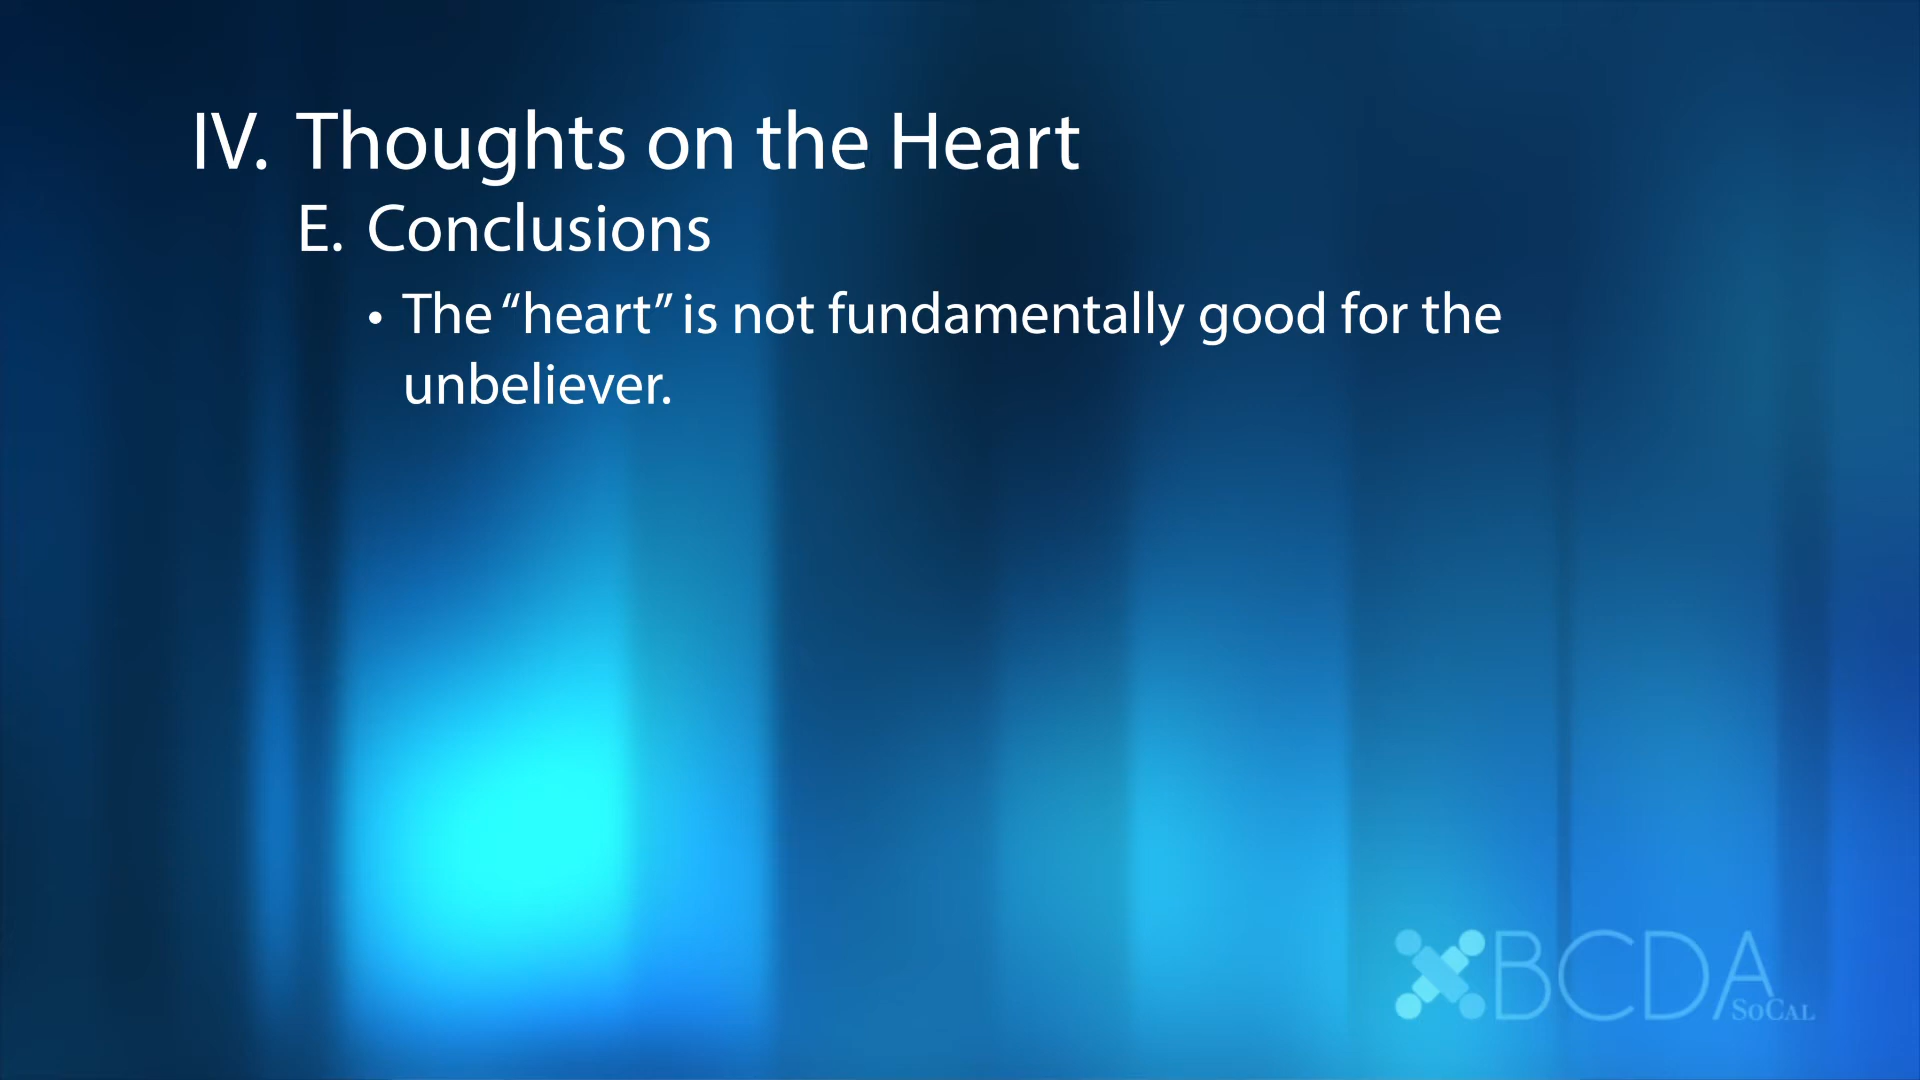 IV. Thoughts on the Heart
E. Conclusions
• The “heart” is not fundamentally good for the
unbeliever.
BCDA
SoCal